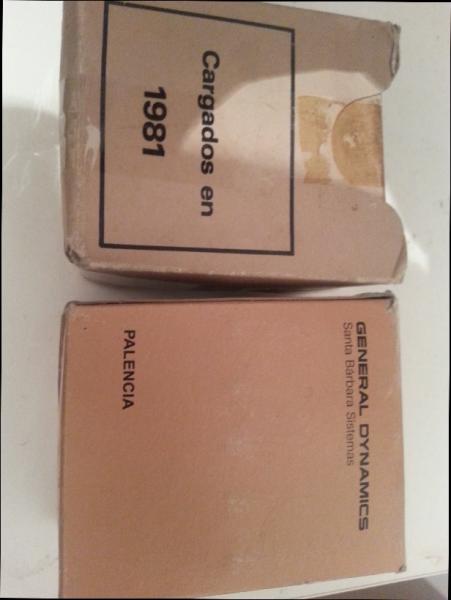 Cargados en
1981
GENERAL DYNAMICS
Santa Bárbara Sistemas
PALENCIA